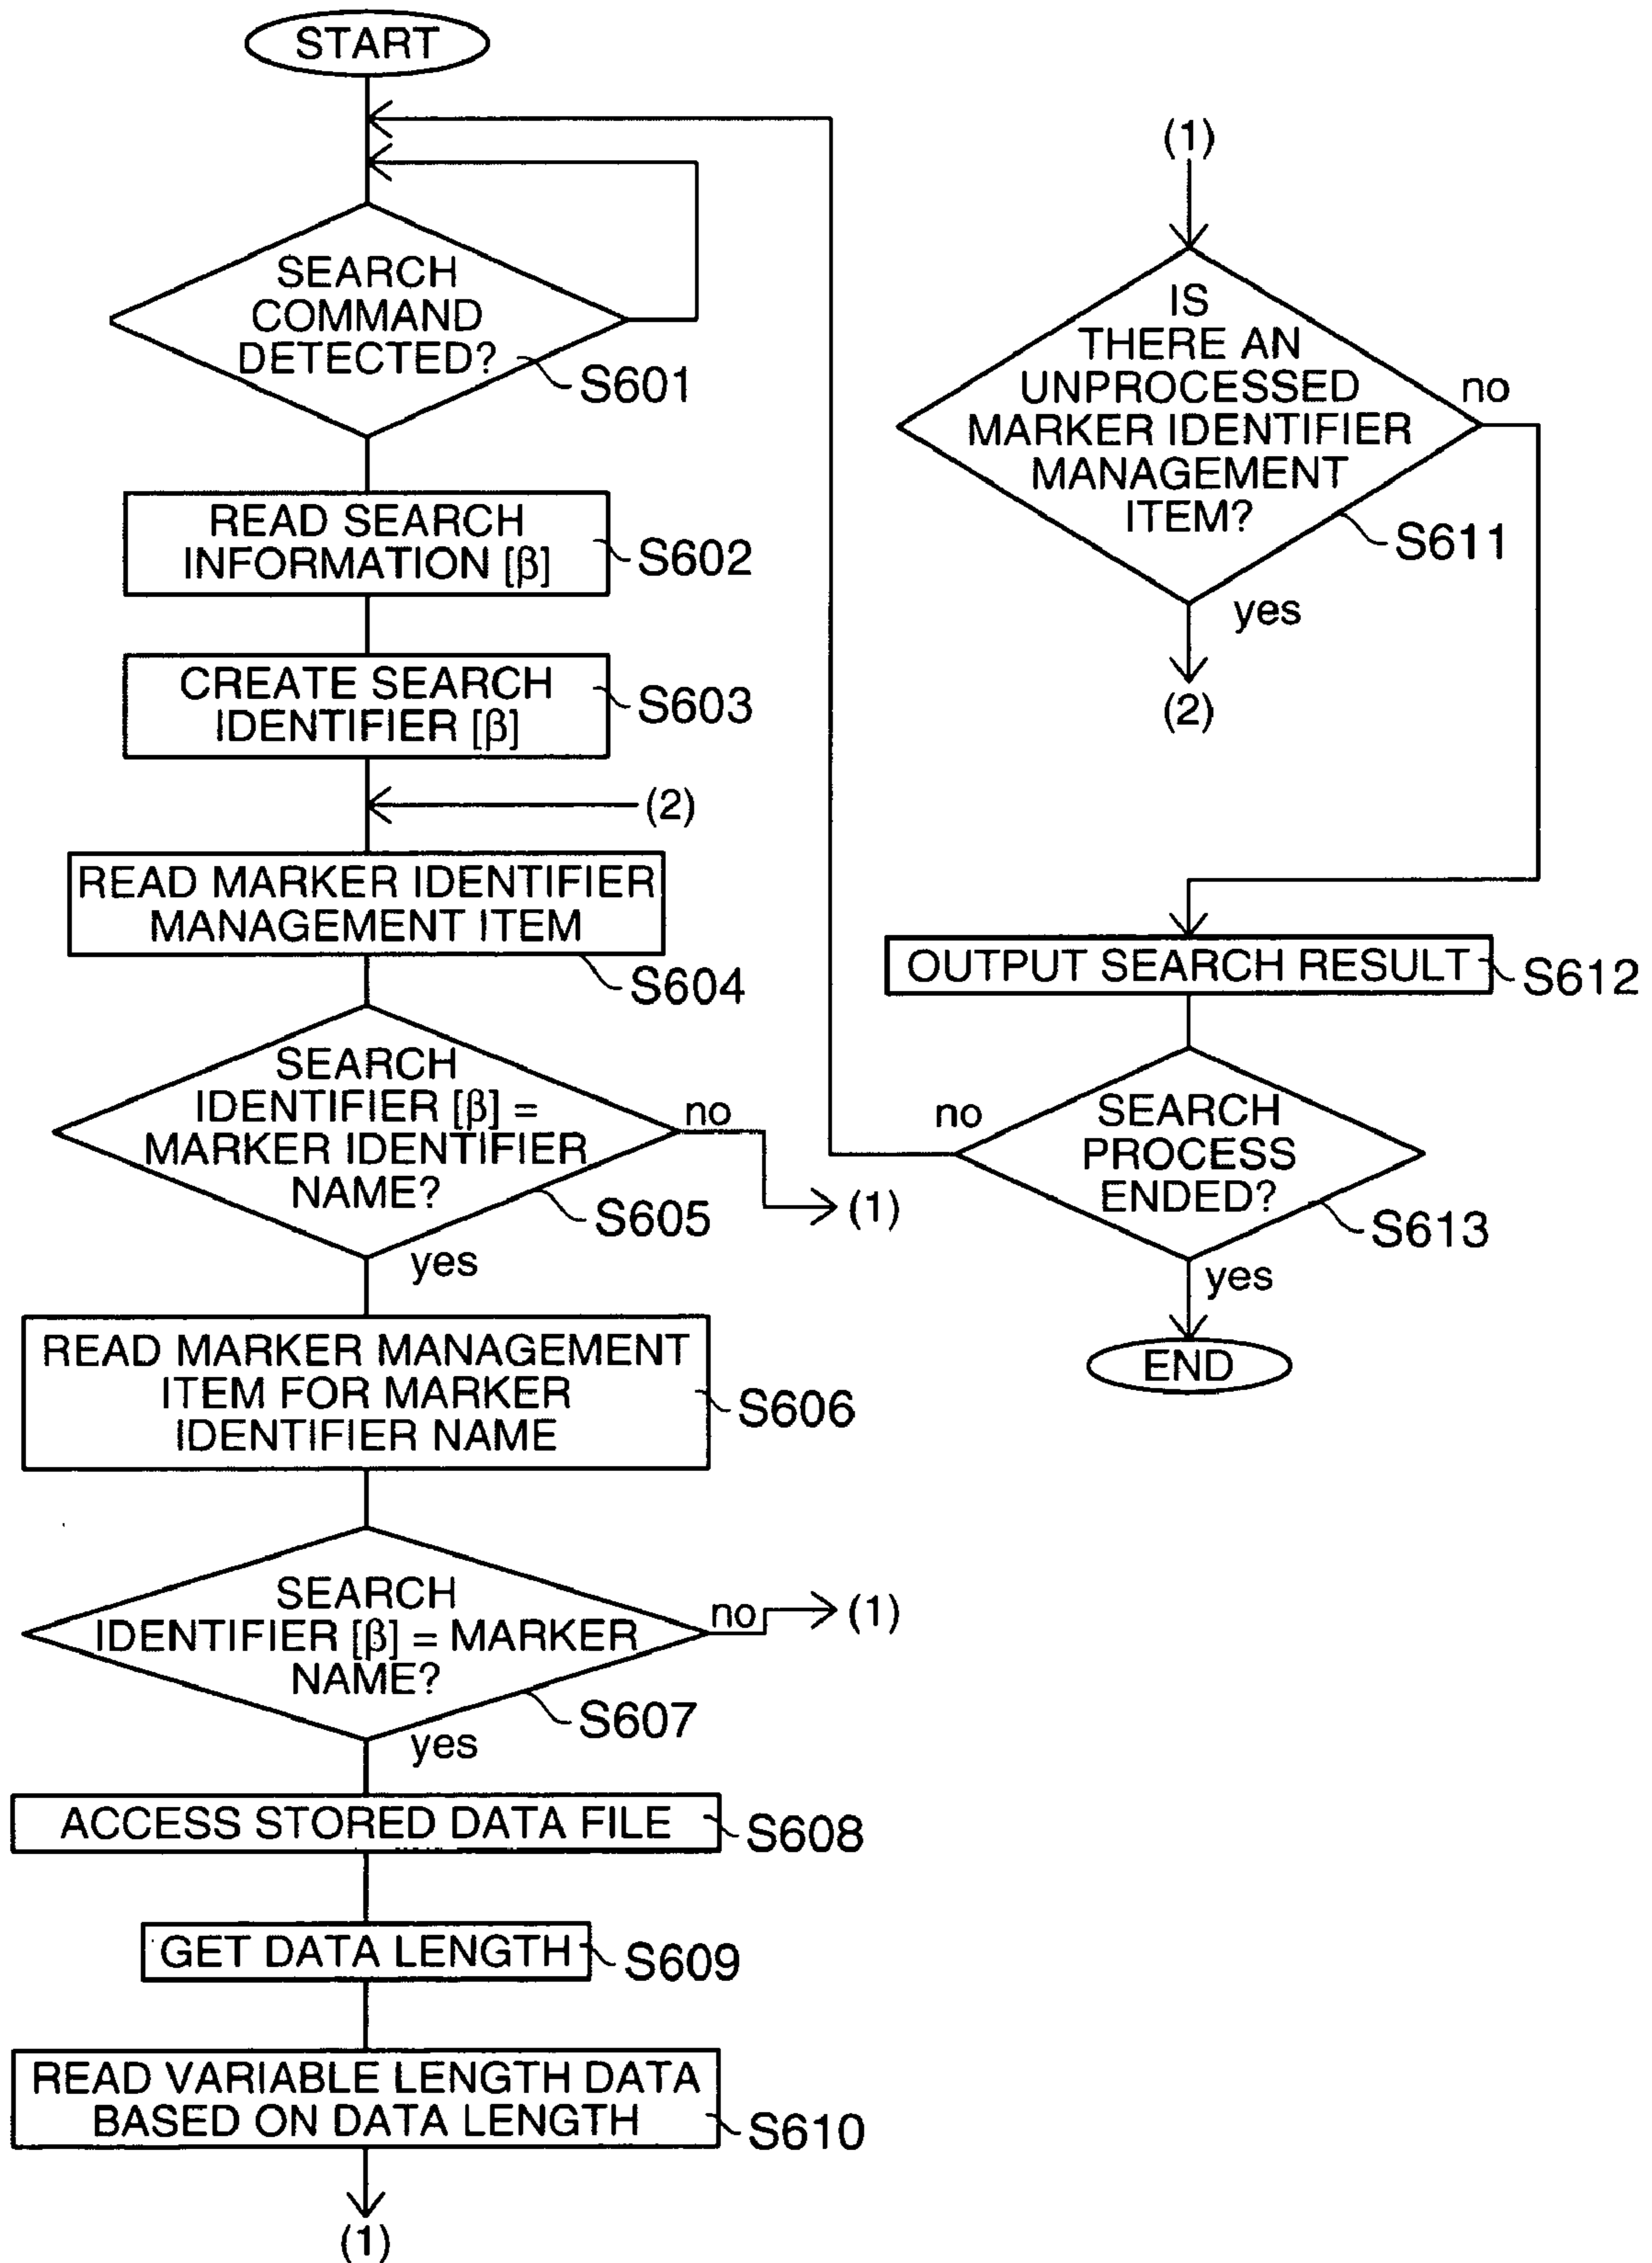 START
SEARCH
COMMAND
DETECTED?
S601
READ SEARCH
INFORMATION [β]
S602
CREATE SEARCH
IDENTIFIER [β]
S603
(2)
READ MARKER IDENTIFIER
MANAGEMENT ITEM
S604
SEARCH
IDENTIFIER [β] =
MARKER IDENTIFIER
NAME?
no
(1)
S605
yes
READ MARKER MANAGEMENT
ITEM FOR MARKER
IDENTIFIER NAME
S606
SEARCH
IDENTIFIER [β] = MARKER
NAME?
no
(1)
S607
yes
ACCESS STORED DATA FILE
S608
GET DATA LENGTH
S609
READ VARIABLE LENGTH DATA
BASED ON DATA LENGTH
S610
(1)
(1)
IS
THERE AN
UNPROCESSED
MARKER IDENTIFIER
MANAGEMENT
ITEM?
no
S611
yes
(2)
OUTPUT SEARCH RESULT
S612
no
SEARCH
PROCESS
ENDED?
S613
yes
END